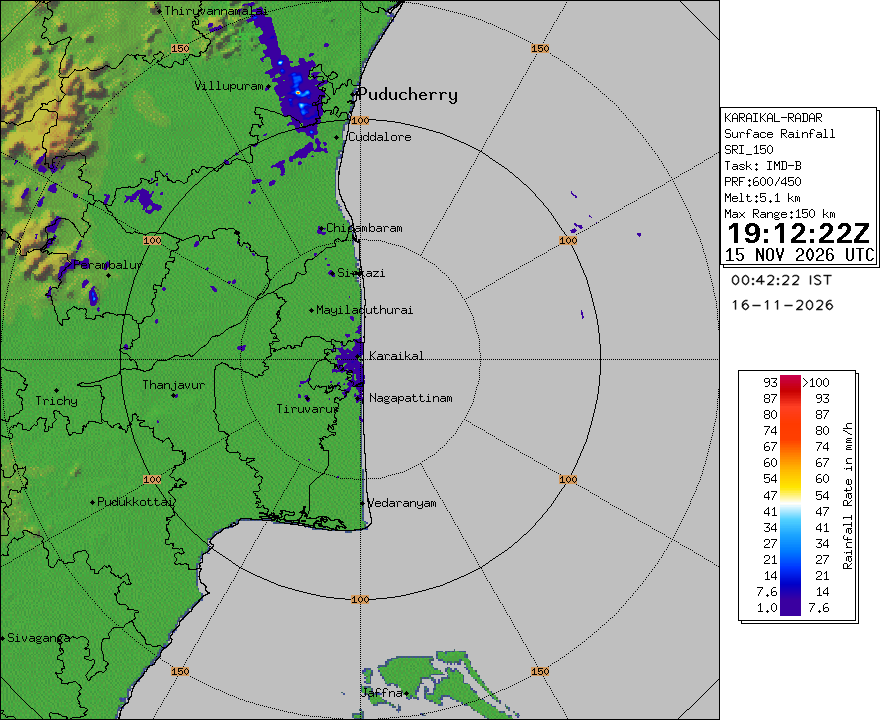 Thiruvannamalai
150
150
Villupuram
Puducherry
100
Cuddalore
Chidambaram
100
100
Perambalur
Sirkazi
Mayiladuthurai
Karaikal
Thanjavur
Nagapattinam
Trichy
Tiruvarur
100
100
Pudukkottai
Vedaranyam
100
Sivaganga
150
150
Jaffna
KARAIKAL-RADAR
Surface Rainfall
SRI_150
Task: IMD-B
PRF:600/450
Melt:5.1 km
Max Range:150 km
19:12:22Z
15 NOV 2026 UTC
00:42:22 IST
16-11-2026
93 >100
87 93
80 87
74 80
67 74
60 67
54 60
47 54
41 47
34 41
27 34
21 27
14 21
7.6 14
1.0 7.6
Rainfall Rate in mm/h